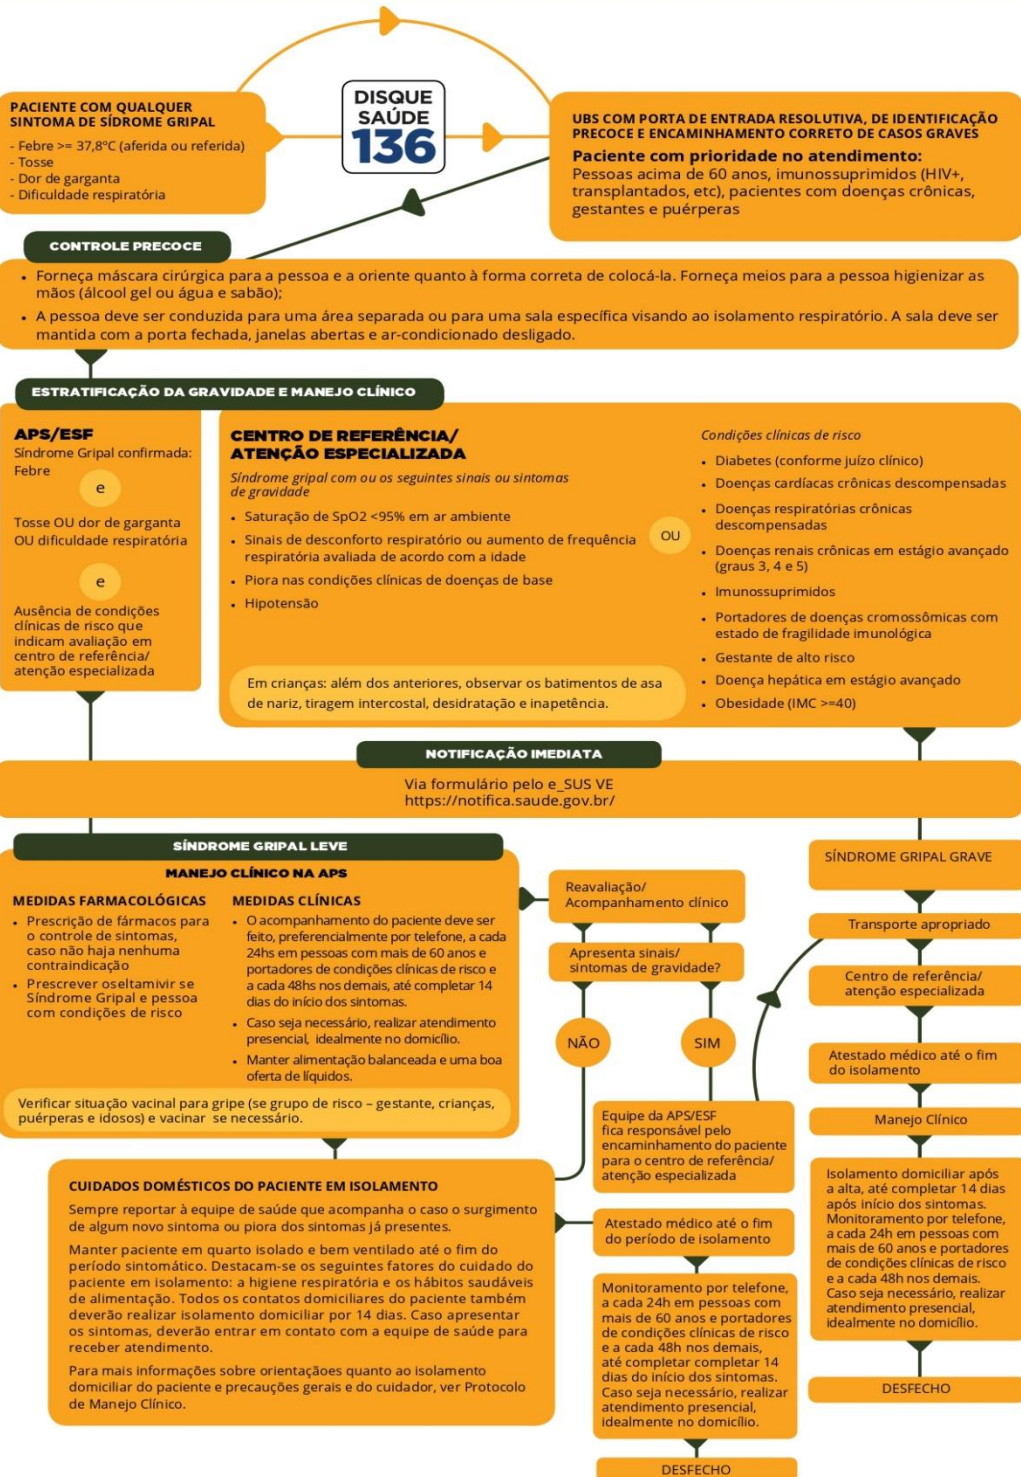 PACIENTE COM QUALQUER
SINTOMA DE SÍDROME GRIPAL
- Febre >= 37,8ºC (aferida ou referida)
- Tosse
- Dor de garganta
- Dificuldade respiratória
DISQUE
SAÚDE
136
UBS COM PORTA DE ENTRADA RESOLUTIVA, DE IDENTIFICAÇÃO
PRECOCE E ENCAMINHAMENTO CORRETO DE CASOS GRAVES
Paciente com prioridade no atendimento:
Pessoas acima de 60 anos, imunossuprimidos (HIV+,
transplantados, etc), pacientes com doenças crônicas,
gestantes e puérperas
CONTROLE PRECOCE
• Forneça máscara cirúrgica para a pessoa e a oriente quanto à forma correta de colocá-la. Forneça meios para a pessoa higienizar as
mãos (álcool gel ou água e sabão);
• A pessoa deve ser conduzida para uma área separada ou para uma sala específica visando ao isolamento respiratório. A sala deve ser
mantida com a porta fechada, janelas abertas e ar-condicionado desligado.
ESTRATIFICAÇÃO DA GRAVIDADE E MANEJO CLÍNICO
APS/ESF
Síndrome Gripal confirmada:
Febre
e
Tosse OU dor de garganta
OU dificuldade respiratória
e
Ausência de condições
clínicas de risco que
indicam avaliação em
centro de referência/
atenção especializada
CENTRO DE REFERÊNCIA/
ATENÇÃO ESPECIALIZADA
Síndrome gripal com ou os seguintes sinais ou sintomas
de gravidade
• Saturação de SpO2 <95% em ar ambiente
• Sinais de desconforto respiratório ou aumento de frequência
respiratória avaliada de acordo com a idade
• Piora nas condições clínicas de doenças de base
• Hipotensão
Em crianças: além dos anteriores, observar os batimentos de asa
de nariz, tiragem intercostal, desidratação e inapetência.
OU
Condições clínicas de risco
• Diabetes (conforme juízo clínico)
• Doenças cardíacas crônicas descompensadas
• Doenças respiratórias crônicas
descompensadas
• Doenças renais crônicas em estágio avançado
(graus 3, 4 e 5)
• Imunossuprimidos
• Portadores de doenças cromossômicas com
estado de fragilidade imunológica
• Gestante de alto risco
• Doença hepática em estágio avançado
• Obesidade (IMC >=40)
NOTIFICAÇÃO IMEDIATA
Via formulário pelo e_SUS VE
https://notifica.saude.gov.br/
SÍNDROME GRIPAL LEVE
MANEJO CLÍNICO NA APS
MEDIDAS FARMACOLÓGICAS
• Prescrição de fármacos para
o controle de sintomas,
caso não haja nenhuma
contraindicação
• Prescrever oseltamivir se
Síndrome Gripal e pessoa
com condições de risco
MEDIDAS CLÍNICAS
• O acompanhamento do paciente deve ser
feito, preferencialmente por telefone, a cada
24hs em pessoas com mais de 60 anos e
portadores de condições clínicas de risco e
a cada 48hs nos demais, até completar 14
dias do início dos sintomas.
• Caso seja necessário, realizar atendimento
presencial, idealmente no domicílio.
• Manter alimentação balanceada e uma boa
oferta de líquidos.
Verificar situação vacinal para gripe (se grupo de risco – gestante, crianças,
puérperas e idosos) e vacinar se necessário.
Reavaliação/
Acompanhamento clínico
Apresenta sinais/
sintomas de gravidade?
NÃO
SIM
Equipe da APS/ESF
fica responsável pelo
encaminhamento do paciente
para o centro de referência/
atenção especializada
SÍNDROME GRIPAL GRAVE
Transporte apropriado
Centro de referência/
atenção especializada
Atestado médico até o fim
do isolamento
Manejo Clínico
Isolamento domiciliar após
a alta, até completar 14 dias
após início dos sintomas.
Monitoramento por telefone,
a cada 24h em pessoas com
mais de 60 anos e portadores
de condições clínicas de risco
e a cada 48h nos demais.
Caso seja necessário, realizar
atendimento presencial,
idealmente no domicílio.
DESFECHO
CUIDADOS DOMÉSTICOS DO PACIENTE EM ISOLAMENTO
Sempre reportar à equipe de saúde que acompanha o caso o surgimento
de algum novo sintoma ou piora dos sintomas já presentes.
Manter paciente em quarto isolado e bem ventilado até o fim do
período sintomático. Destacam-se os seguintes fatores do cuidado do
paciente em isolamento: a higiene respiratória e os hábitos saudáveis
de alimentação. Todos os contatos domiciliares do paciente também
deverão realizar isolamento domiciliar por 14 dias. Caso apresentar
os sintomas, deverão entrar em contato com a equipe de saúde para
receber atendimento.
Para mais informações sobre orientaçãoes quanto ao isolamento
domiciliar do paciente e precauções gerais e do cuidador, ver Protocolo
de Manejo Clínico.
Atestado médico até o fim
do período de isolamento
Monitoramento por telefone,
a cada 24h em pessoas com
mais de 60 anos e portadores
de condições clínicas de risco
e a cada 48h nos demais,
até completar completar 14
dias do início dos sintomas.
Caso seja necessário, realizar
atendimento presencial,
idealmente no domicílio.
DESFECHO